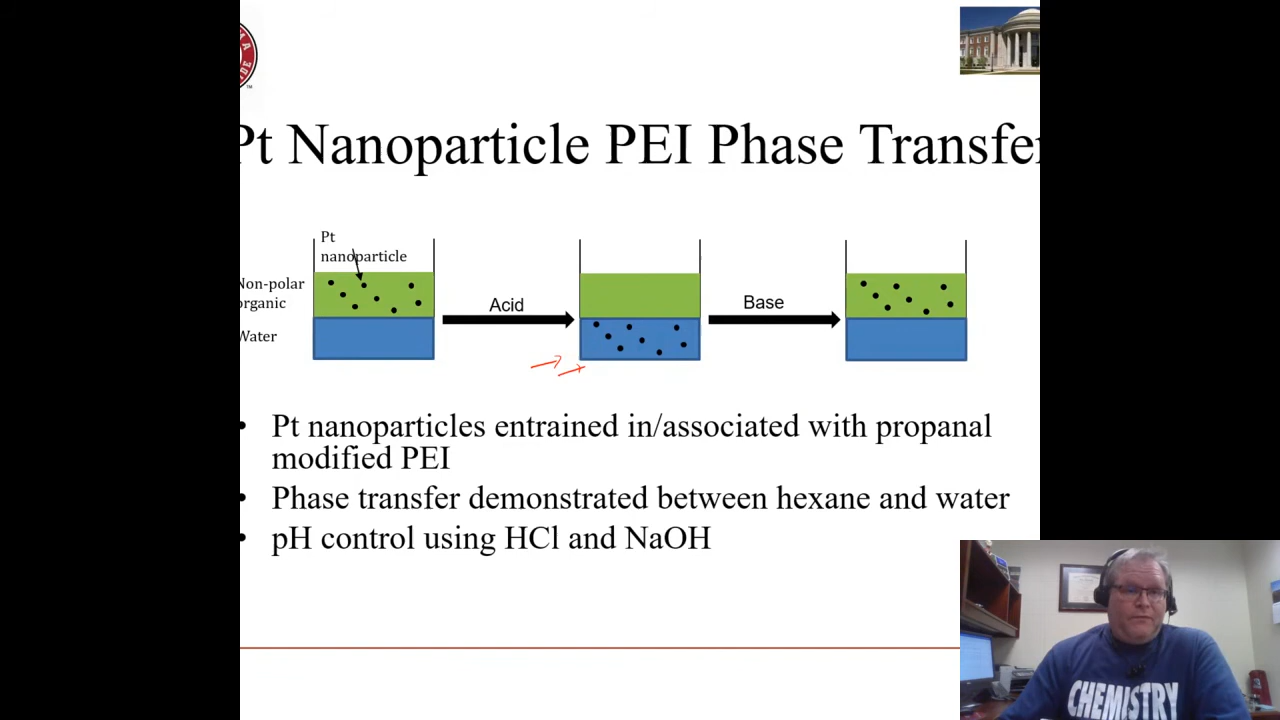 Pt Nanoparticle PEI Phase Transfer
Pt
nanoparticle
Non-polar
organic
Water
Acid
Base
• Pt nanoparticles entrained in/associated with propanal
modified PEI
• Phase transfer demonstrated between hexane and water
• pH control using HCl and NaOH
CHEMISTRY